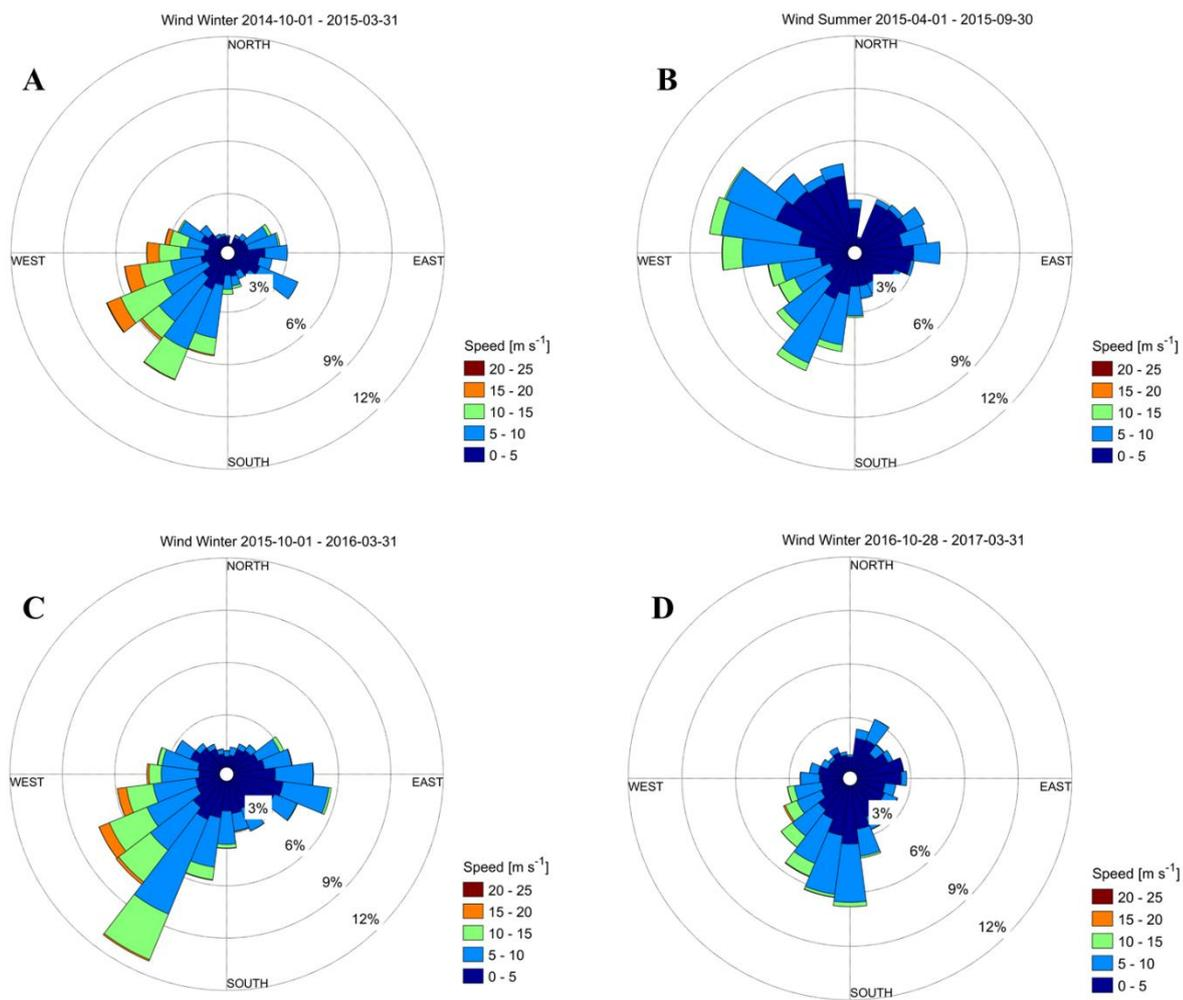 Wind Winter 2014-10-01 - 2015-03-31
A
NORTH
WEST
EAST
SOUTH
3%
6%
9%
12%
Speed [m s-1]
20 - 25
15 - 20
10 - 15
5 - 10
0 - 5
Wind Summer 2015-04-01 - 2015-09-30
B
NORTH
WEST
EAST
SOUTH
3%
6%
9%
12%
Speed [m s-1]
20 - 25
15 - 20
10 - 15
5 - 10
0 - 5
Wind Winter 2015-10-01 - 2016-03-31
C
NORTH
WEST
EAST
SOUTH
3%
6%
9%
12%
Speed [m s-1]
20 - 25
15 - 20
10 - 15
5 - 10
0 - 5
Wind Winter 2016-10-28 - 2017-03-31
D
NORTH
WEST
EAST
SOUTH
3%
6%
9%
12%
Speed [m s-1]
20 - 25
15 - 20
10 - 15
5 - 10
0 - 5